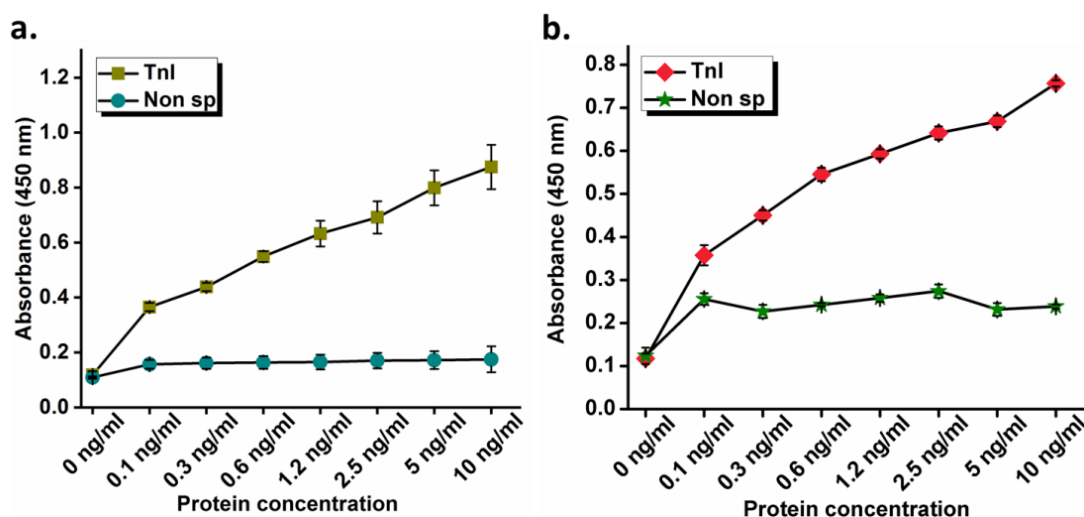 a.
TnI
Non sp
Absorbance (450 nm)
1.2
1.0
0.8
0.6
0.4
0.2
0.0
0 ng/ml
0.1 ng/ml
0.3 ng/ml
0.6 ng/ml
1.2 ng/ml
2.5 ng/ml
5 ng/ml
10 ng/ml
Protein concentration
b.
TnI
Non sp
Absorbance (450 nm)
0.8
0.7
0.6
0.5
0.4
0.3
0.2
0.1
0.0
0 ng/ml
0.1 ng/ml
0.3 ng/ml
0.6 ng/ml
1.2 ng/ml
2.5 ng/ml
5 ng/ml
10 ng/ml
Protein concentration